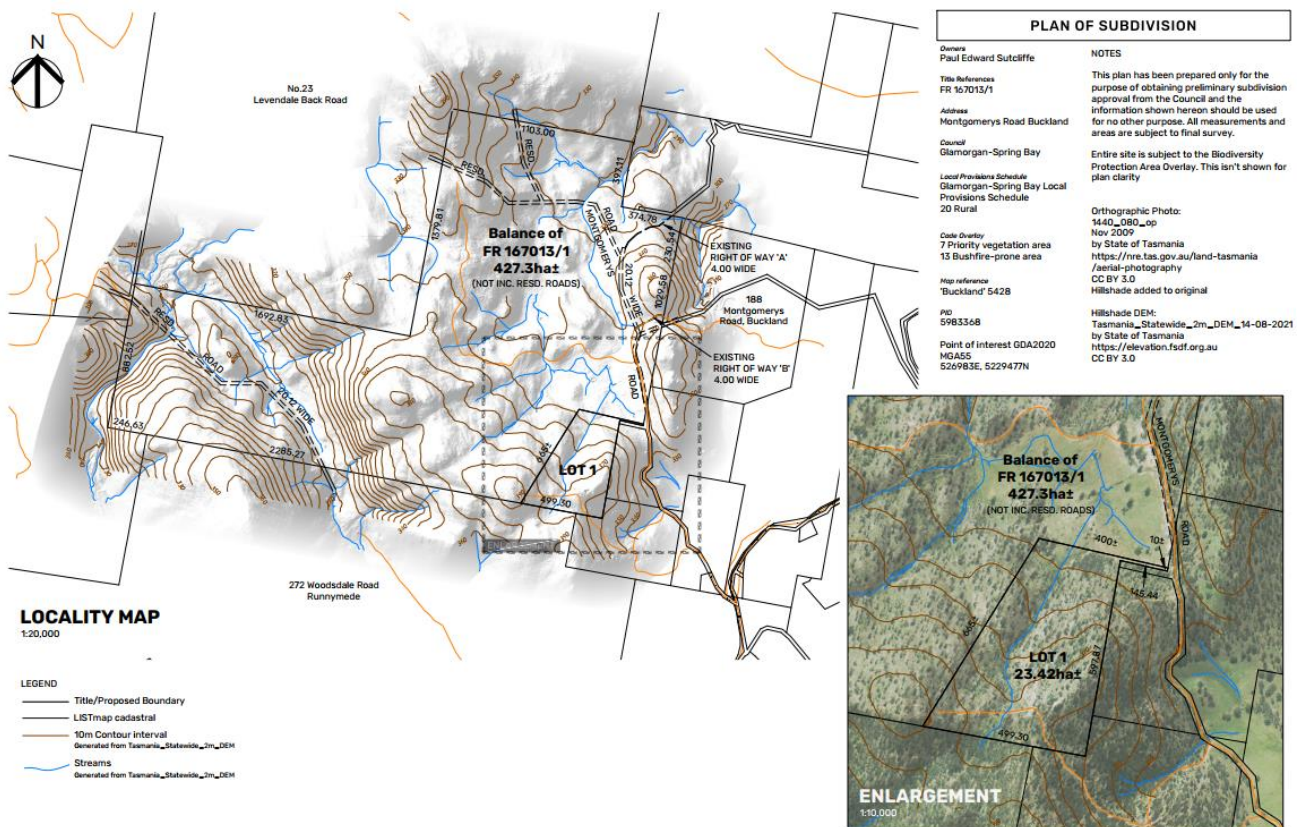 PLAN OF SUBDIVISION
Owners
Paul Edward Sutcliffe
Title References
FR 167013/1
Address
Montgomerys Road Buckland
Council
Glamorgan-Spring Bay
Local Provisions Schedule
Glamorgan-Spring Bay Local
Provisions Schedule
20 Rural
Code Overlay
7 Priority vegetation area
13 Bushfire-prone area
Map reference
'Buckland' 5428
PID
5983368
Point of interest GDA2020
MGA55
526983E, 5229477N
NOTES
This plan has been prepared only for the
purpose of obtaining preliminary subdivision
approval from the Council and the
information shown hereon should be used
for no other purpose. All measurements and
areas are subject to final survey.
Entire site is subject to the Biodiversity
Protection Area Overlay. This isn't shown for
plan clarity
Orthographic Photo:
1440_080_op
Nov 2009
by State of Tasmania
https://nre.tas.gov.au/land-tasmania
/aerial-photography
CC BY 3.0
Hillshade added to original
Hillshade DEM:
Tasmania_Statewide_2m_DEM_14-08-2021
by State of Tasmania
https://elevation.fsdf.org.au
CC BY 3.0
N
No.23
Levendale Back Road
1103.00
RESD.
RESD.
397.11
1379.81
374.78
ROAD
MONTGOMERYS
20.12
WIDE
230.54
1029.58
Balance of
FR 167013/1
427.3ha±
(NOT INC. RESD. ROADS)
EXISTING
RIGHT OF WAY 'A'
4.00 WIDE
188
Montgomerys
Road, Buckland
EXISTING
RIGHT OF WAY 'B'
4.00 WIDE
ROAD
1692.83
RESD.
ROAD
20.12 WIDE
882.52
246.63
2285.27
665±
LOT 1
499.30
272 Woodsdale Road
Runnymede
LOCALITY MAP
1:20,000
LEGEND
Title/Proposed Boundary
LISTmap cadastral
10m Contour interval
Generated from Tasmania_Statewide_2m_DEM
Streams
Generated from Tasmania_Statewide_2m_DEM
MONTGOMERYS
ROAD
Balance of
FR 167013/1
427.3ha±
(NOT INC. RESD. ROADS)
400±
10±
145.44
665±
597.87
LOT 1
23.42ha±
499.30
ENLARGEMENT
1:10,000